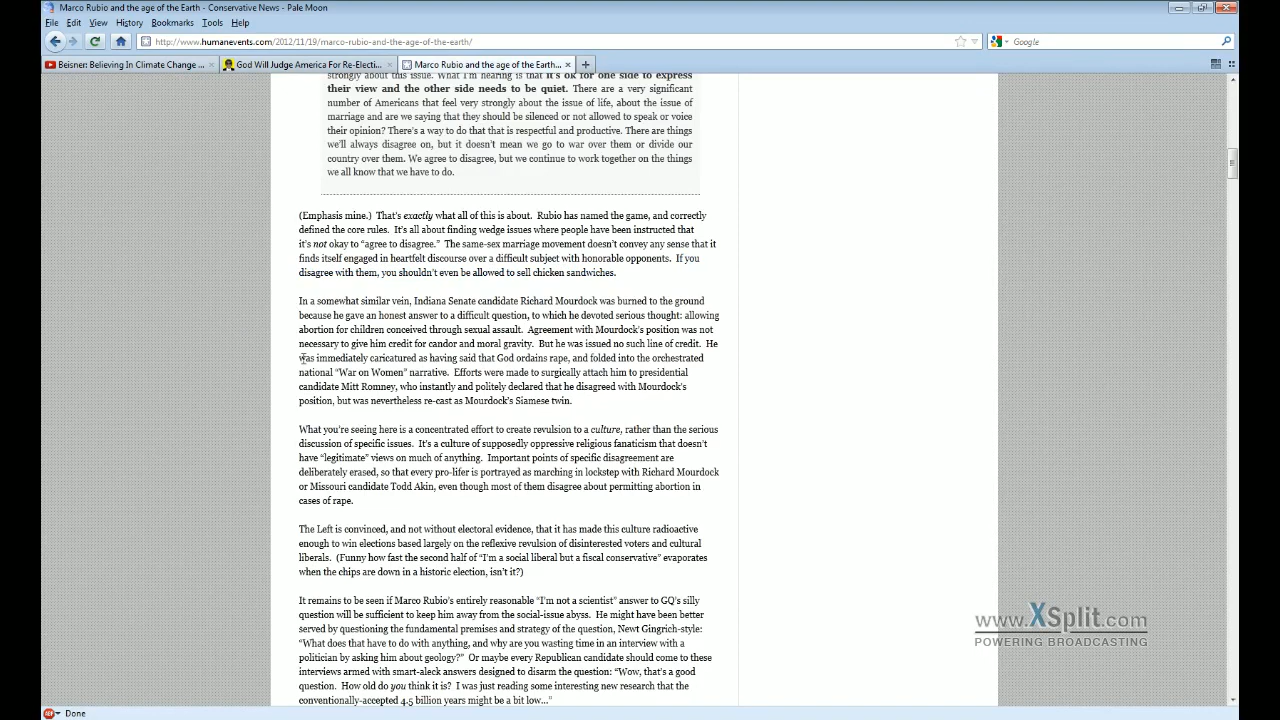 Marco Rubio and the age of the Earth - Conservative News - Pale Moon
File Edit View History Bookmarks Tools Help
http://www.humanevents.com/2012/11/19/marco-rubio-and-the-age-of-the-earth/
Google
Beisner: Believing In Climate Change ...
God Will Judge America For Re-Electi...
Marco Rubio and the age of the Earth...
strongly about this issue. What I'm hearing is that it's ok for one side to express
their view and the other side needs to be quiet. There are a very significant
number of Americans that feel very strongly about the issue of life, about the issue of
marriage and are we saying that they should be silenced or not allowed to speak or voice
their opinion? There's a way to do that that is respectful and productive. There are things
we'll always disagree on, but it doesn't mean we go to war over them or divide our
country over them. We agree to disagree, but we continue to work together on the things
we all know that we have to do.
(Emphasis mine.) That's exactly what all of this is about. Rubio has named the game, and correctly
defined the core rules. It's all about finding wedge issues where people have been instructed that
it's not okay to “agree to disagree.” The same-sex marriage movement doesn't convey any sense that it
finds itself engaged in heartfelt discourse over a difficult subject with honorable opponents. If you
disagree with them, you shouldn't even be allowed to sell chicken sandwiches.
In a somewhat similar vein, Indiana Senate candidate Richard Mourdock was burned to the ground
because he gave an honest answer to a difficult question, to which he devoted serious thought: allowing
abortion for children conceived through sexual assault. Agreement with Mourdock's position was not
necessary to give him credit for candor and moral gravity. But he was issued no such line of credit. He
was immediately caricatured as having said that God ordains rape, and folded into the orchestrated
national “War on Women” narrative. Efforts were made to surgically attach him to presidential
candidate Mitt Romney, who instantly and politely declared that he disagreed with Mourdock's
position, but was nevertheless re-cast as Mourdock's Siamese twin.
What you're seeing here is a concentrated effort to create revulsion to a culture, rather than the serious
discussion of specific issues. It's a culture of supposedly oppressive religious fanaticism that doesn't
have “legitimate” views on much of anything. Important points of specific disagreement are
deliberately erased, so that every pro-lifer is portrayed as marching in lockstep with Richard Mourdock
or Missouri candidate Todd Akin, even though most of them disagree about permitting abortion in
cases of rape.
The Left is convinced, and not without electoral evidence, that it has made this culture radioactive
enough to win elections based largely on the reflexive revulsion of disinterested voters and cultural
liberals. (Funny how fast the second half of “I'm a social liberal but a fiscal conservative” evaporates
when the chips are down in a historic election, isn't it?)
It remains to be seen if Marco Rubio's entirely reasonable “I'm not a scientist” answer to GQ's silly
question will be sufficient to keep him away from the social-issue abyss. He might have been better
served by questioning the fundamental premises and strategy of the question, Newt Gingrich-style:
“What does that have to do with anything, and why are you wasting time in an interview with a
politician by asking him about geology?” Or maybe every Republican candidate should come to these
interviews armed with smart-aleck answers designed to disarm the question: “Wow, that's a good
question. How old do you think it is? I was just reading some interesting new research that the
conventionally-accepted 4.5 billion years might be a bit low...”
www.XSplit.com
POWERING BROADCASTING
ABP
Done